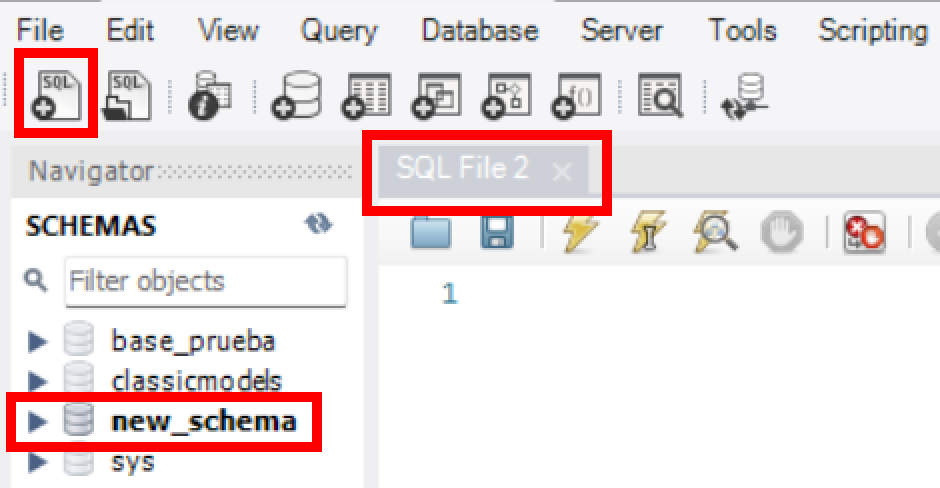 File Edit View Query Database Server Tools Scripting
SQL SQL f()
Navigator
SQL File 2
SCHEMAS
Filter objects
1
base_prueba
classicmodels
new_schema
sys